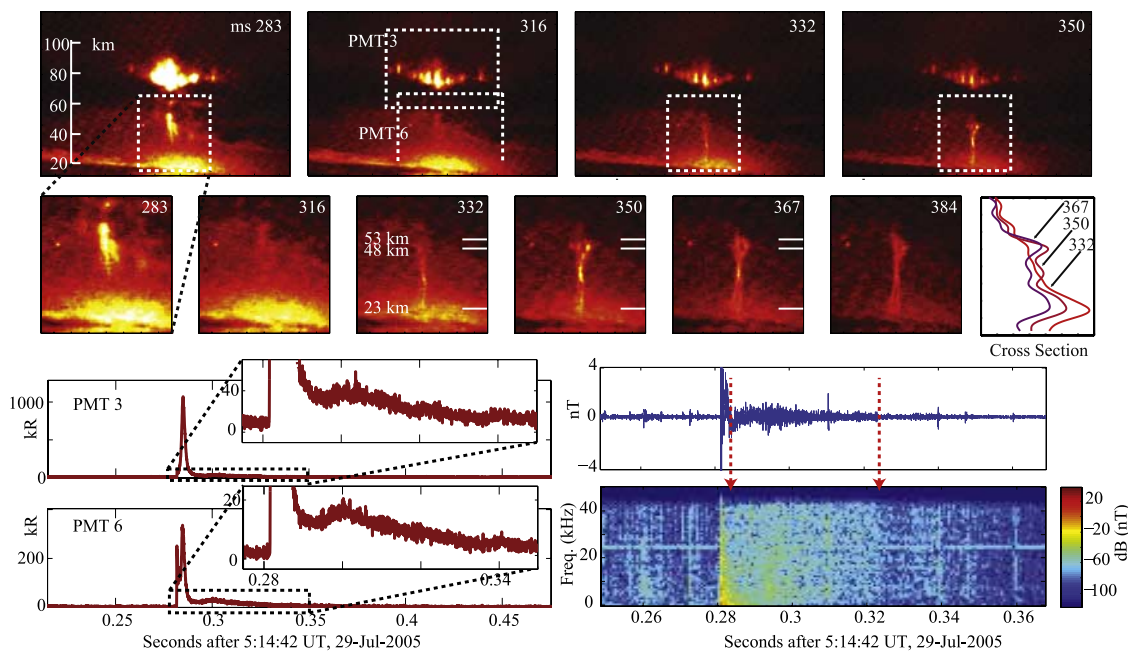 100 km
80
60
40
20
ms 283
PMT 3
316
PMT 6
332
350
283
316
332
53 km
48 km
23 km
350
367
384
367
350
332
Cross Section
PMT 3
1000
0
kR
40
0
PMT 6
kR
200
0
20
0
0.28
0.34
0.25
0.3
0.35
0.4
0.45
Seconds after 5:14:42 UT, 29-Jul-2005
nT
4
0
−4
Freq. (kHz)
40
20
0
0.26
0.28
0.3
0.32
0.34
0.36
Seconds after 5:14:42 UT, 29-Jul-2005
20
-20
-60
-100
dB (nT)